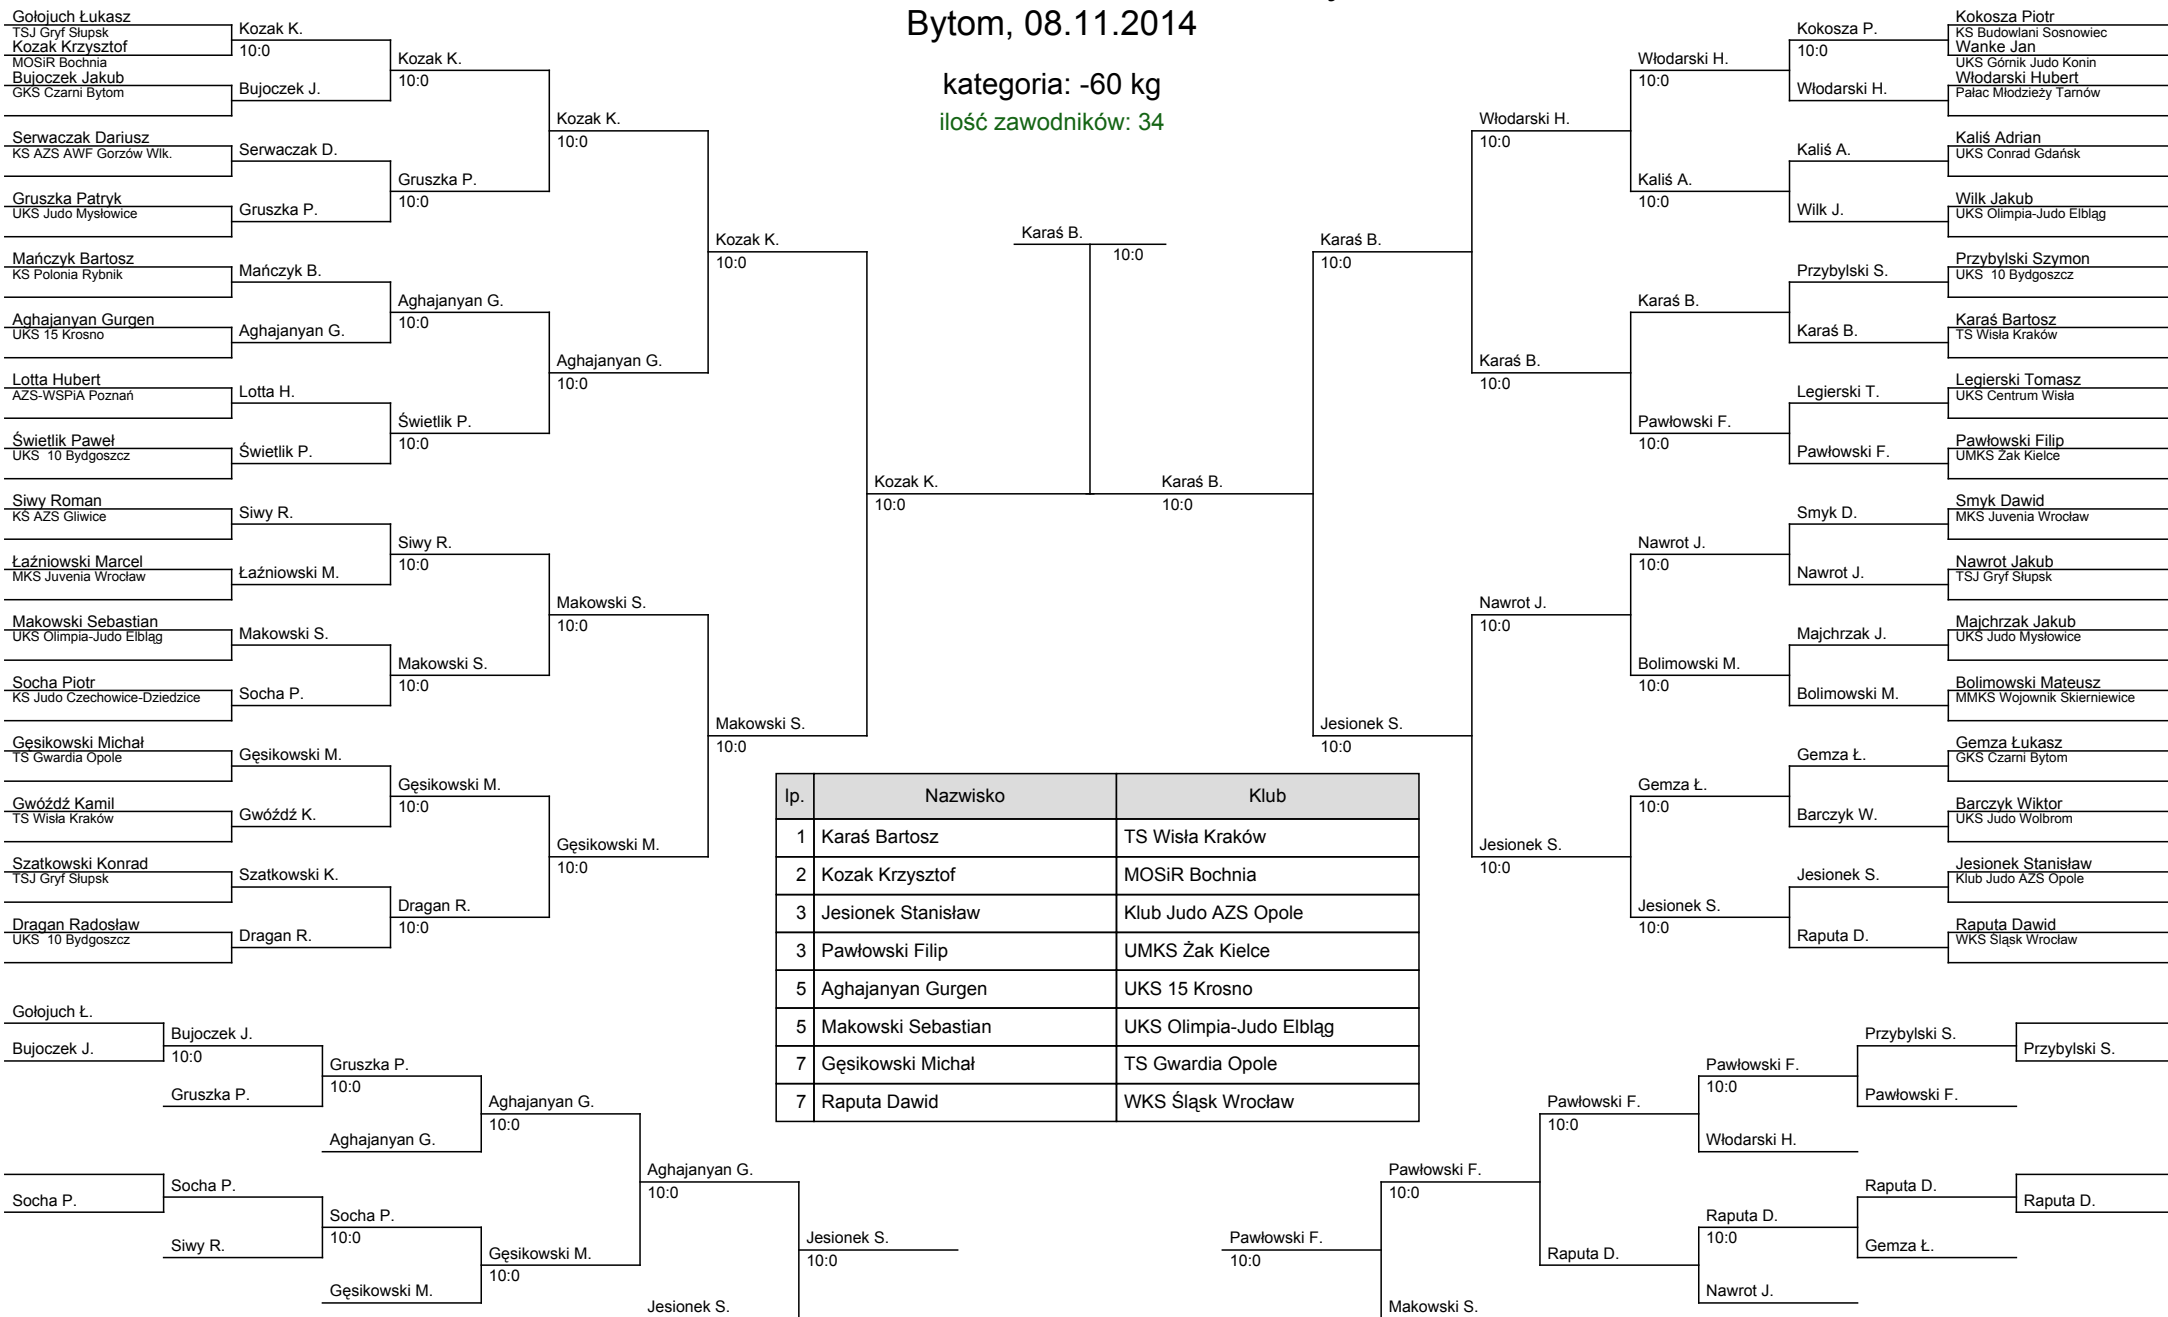 Bytom, 08.11.2014
kategoria: -60 kg
ilość zawodników: 34
Gołojuch Łukasz
TSJ Gryf Słupsk
Kozak Krzysztof
MOSiR Bochnia
Bujoczek Jakub
GKS Czarni Bytom
Serwaczak Dariusz
KS AZS AWF Gorzów Wlk.
Gruszka Patryk
UKS Judo Mysłowice
Mańczyk Bartosz
KS Polonia Rybnik
Aghajanyan Gurgen
UKS 15 Krosno
Lotta Hubert
AZS-WSPiA Poznań
Świetlik Paweł
UKS 10 Bydgoszcz
Siwy Roman
KŚ AZS Gliwice
Łaźniowski Marcel
MKS Juvenia Wrocław
Makowski Sebastian
UKS Olimpia-Judo Elbląg
Socha Piotr
KS Judo Czechowice-Dziedzice
Gęsikowski Michał
TS Gwardia Opole
Gwóźdź Kamil
TS Wisła Kraków
Szatkowski Konrad
TSJ Gryf Słupsk
Dragan Radosław
UKS 10 Bydgoszcz
Kozak K.
10:0
Bujoczek J.
Serwaczak D.
Gruszka P.
Mańczyk B.
Aghajanyan G.
Lotta H.
Świetlik P.
Siwy R.
Łaźniowski M.
Makowski S.
Socha P.
Gęsikowski M.
Gwóźdź K.
Szatkowski K.
Dragan R.
Kozak K.
10:0
Gruszka P.
10:0
Aghajanyan G.
10:0
Świetlik P.
10:0
Siwy R.
10:0
Makowski S.
10:0
Gęsikowski M.
10:0
Dragan R.
10:0
Kozak K.
10:0
Aghajanyan G.
10:0
Makowski S.
10:0
Gęsikowski M.
10:0
Kozak K.
10:0
Makowski S.
10:0
Kozak K.
10:0
Karaś B.
10:0
Karaś B.
10:0
Karaś B.
10:0
Jesionek S.
10:0
Włodarski H.
10:0
Karaś B.
10:0
Nawrot J.
10:0
Jesionek S.
10:0
Włodarski H.
10:0
Kaliś A.
10:0
Karaś B.
Pawłowski F.
10:0
Nawrot J.
10:0
Bolimowski M.
10:0
Gemza Ł.
10:0
Jesionek S.
10:0
Kokosza P.
10:0
Włodarski H.
Kaliś A.
Wilk J.
Przybylski S.
Karaś B.
Legierski T.
Pawłowski F.
Smyk D.
Nawrot J.
Majchrzak J.
Bolimowski M.
Gemza Ł.
Barczyk W.
Jesionek S.
Raputa D.
Kokosza Piotr
KS Budowlani Sosnowiec
Wanke Jan
UKS Górnik Judo Konin
Włodarski Hubert
Pałac Młodzieży Tarnów
Kaliś Adrian
UKS Conrad Gdańsk
Wilk Jakub
UKS Olimpia-Judo Elbląg
Przybylski Szymon
UKS 10 Bydgoszcz
Karaś Bartosz
TS Wisła Kraków
Legierski Tomasz
UKS Centrum Wisła
Pawłowski Filip
UMKS Żak Kielce
Smyk Dawid
MKS Juvenia Wrocław
Nawrot Jakub
TSJ Gryf Słupsk
Majchrzak Jakub
UKS Judo Mysłowice
Bolimowski Mateusz
MMKS Wojownik Skierniewice
Gemza Łukasz
GKS Czarni Bytom
Barczyk Wiktor
UKS Judo Wolbrom
Jesionek Stanisław
Klub Judo AZS Opole
Raputa Dawid
WKS Śląsk Wrocław
lp. Nazwisko Klub
1 Karaś Bartosz TS Wisła Kraków
2 Kozak Krzysztof MOSiR Bochnia
3 Jesionek Stanisław Klub Judo AZS Opole
3 Pawłowski Filip UMKS Żak Kielce
5 Aghajanyan Gurgen UKS 15 Krosno
5 Makowski Sebastian UKS Olimpia-Judo Elbląg
7 Gęsikowski Michał TS Gwardia Opole
7 Raputa Dawid WKS Śląsk Wrocław
Gołojuch Ł.
Bujoczek J.
Socha P.
Bujoczek J.
10:0
Gruszka P.
Socha P.
Siwy R.
Gruszka P.
10:0
Aghajanyan G.
Socha P.
10:0
Gęsikowski M.
Aghajanyan G.
10:0
Gęsikowski M.
10:0
Aghajanyan G.
10:0
Jesionek S.
Jesionek S.
10:0
Pawłowski F.
10:0
Pawłowski F.
10:0
Makowski S.
Pawłowski F.
10:0
Raputa D.
Pawłowski F.
10:0
Włodarski H.
Raputa D.
10:0
Nawrot J.
Przybylski S.
Pawłowski F.
Raputa D.
Gemza Ł.
Przybylski S.
Raputa D.